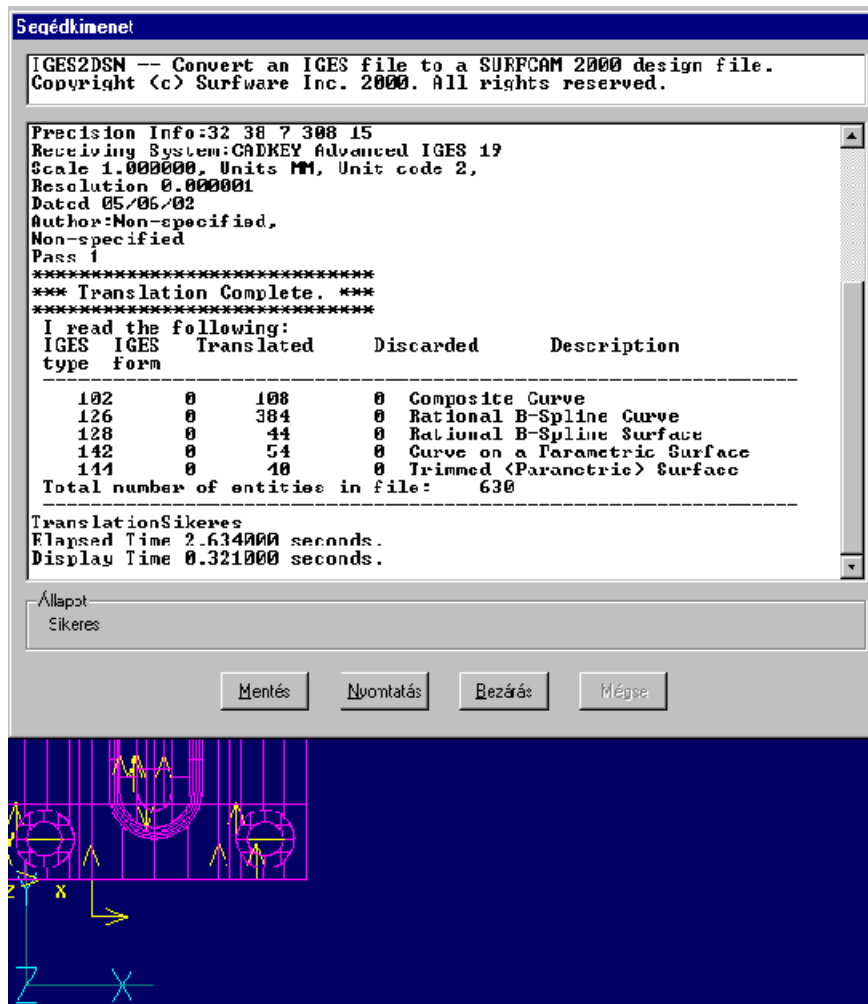 Segédkimenet
IGES2DSN -- Convert an IGES file to a SURFCAM 2000 design file.
Copyright (c) Surfware Inc. 2000. All rights reserved.
Precision Info:32 38 7 308 15
Receiving System:CADKEY Advanced IGES 19
Scale 1.000000, Units MM, Unit code 2,
Resolution 0.000001
Dated 05/06/02
Author:Non-specified,
Non-specified
Pass 1
*****************************
*** Translation Complete. ***
*****************************
I read the following:
IGES IGES Translated Discarded Description
type form
----------------------------------------------------------------
102 0 108 0 Composite Curve
126 0 384 0 Rational B-Spline Curve
128 0 44 0 Rational B-Spline Surface
142 0 54 0 Curve on a Parametric Surface
144 0 40 0 Trimmed (Parametric) Surface
Total number of entities in file: 630
----------------------------------------------------------------
TranslationSikeres
Elapsed Time 2.634000 seconds.
Display Time 0.321000 seconds.
Állapot
Sikeres
Mentés Nyomtatás Bezárás Mégse
Z X
Z X